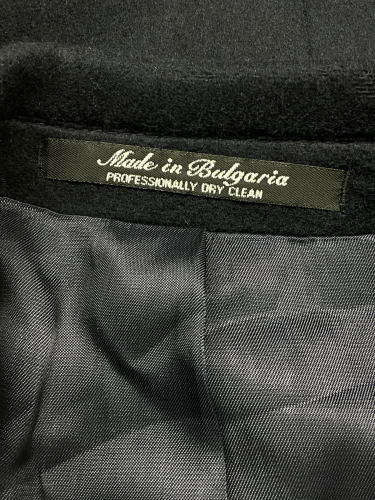 Made in Bulgaria
PROFESSIONALLY DRY CLEAN